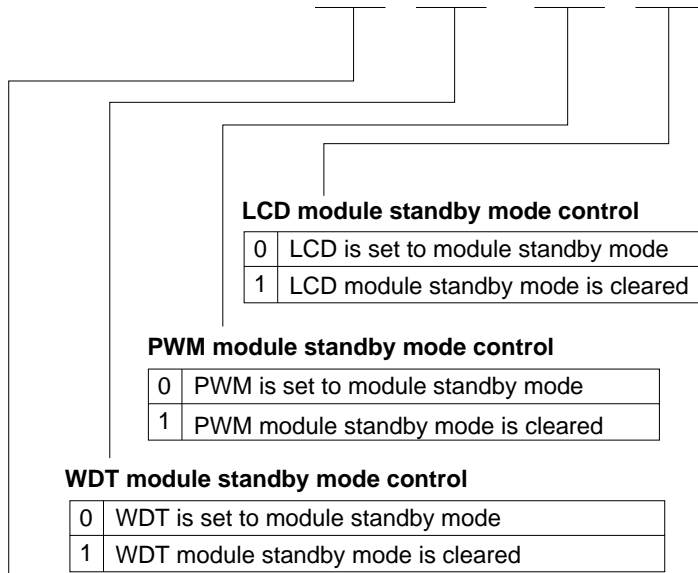 LCD module standby mode control
0 LCD is set to module standby mode
1 LCD module standby mode is cleared
PWM module standby mode control
0 PWM is set to module standby mode
1 PWM module standby mode is cleared
WDT module standby mode control
0 WDT is set to module standby mode
1 WDT module standby mode is cleared